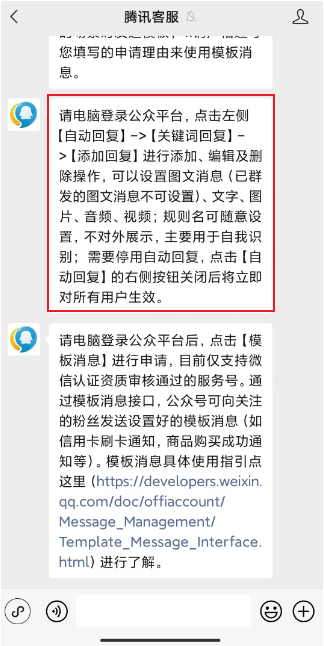 腾讯客服
您填写的申请理由来使用模板消
息。
请电脑登录公众平台，点击左侧
【自动回复】->【关键词回复】-
>【添加回复】进行添加、编辑及删
除操作，可以设置图文消息（已群
发的图文消息不可设置）、文字、图
片、音频、视频；规则名可随意设
置，不对外展示，主要用于自我识
别；需要停用自动回复，点击【自
动回复】的右侧按钮关闭后将立即
对所有用户生效。
请电脑登录公众平台后，点击【模
板消息】进行申请，目前仅支持微
信认证资质审核通过的服务号。通
过模板消息接口，公众号可向关注
的粉丝发送设置好的模板消息（如
信用卡刷卡通知，商品购买成功通
知等）。模板消息具体使用指引点
这里（https://developers.weixin.
qq.com/doc/offiaccount/
Message_Management/
Template_Message_Interface.
html）进行了解。